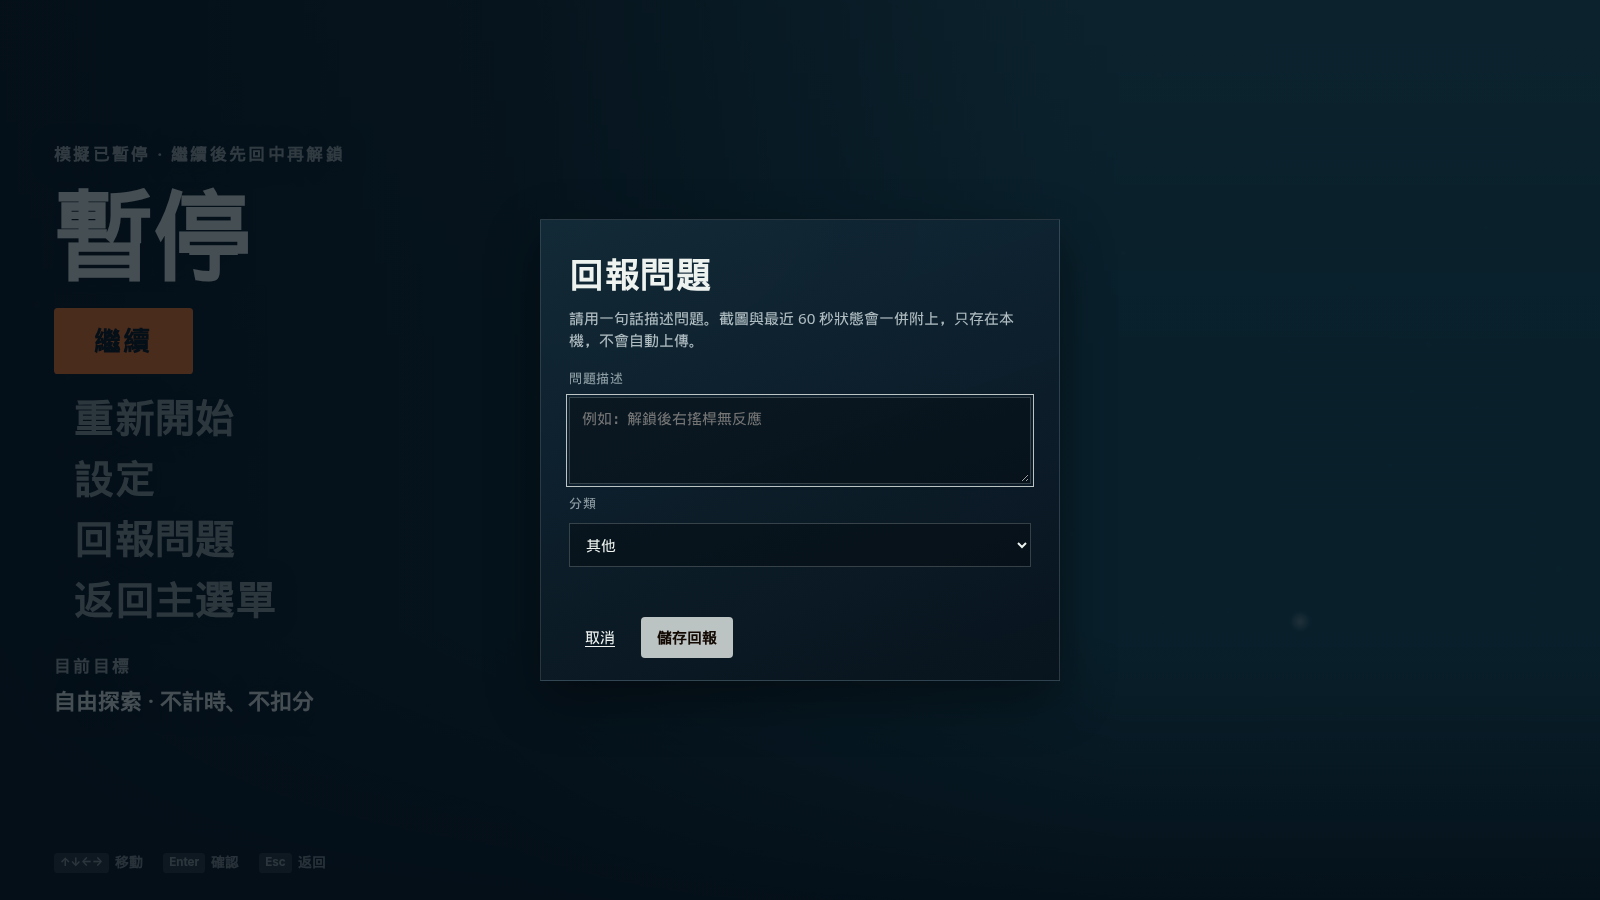 模擬已暫停 · 繼續後先回中再解鎖
暫停
繼續
重新開始
設定
回報問題
返回主選單
目前目標
自由探索 · 不計時、不扣分
↑↓←→ 移動 Enter 確認 Esc 返回
回報問題
請用一句話描述問題。截圖與最近 60 秒狀態會一併附上，只存在本
機，不會自動上傳。
問題描述
例如：解鎖後右搖桿無反應
分類
其他
取消 儲存回報